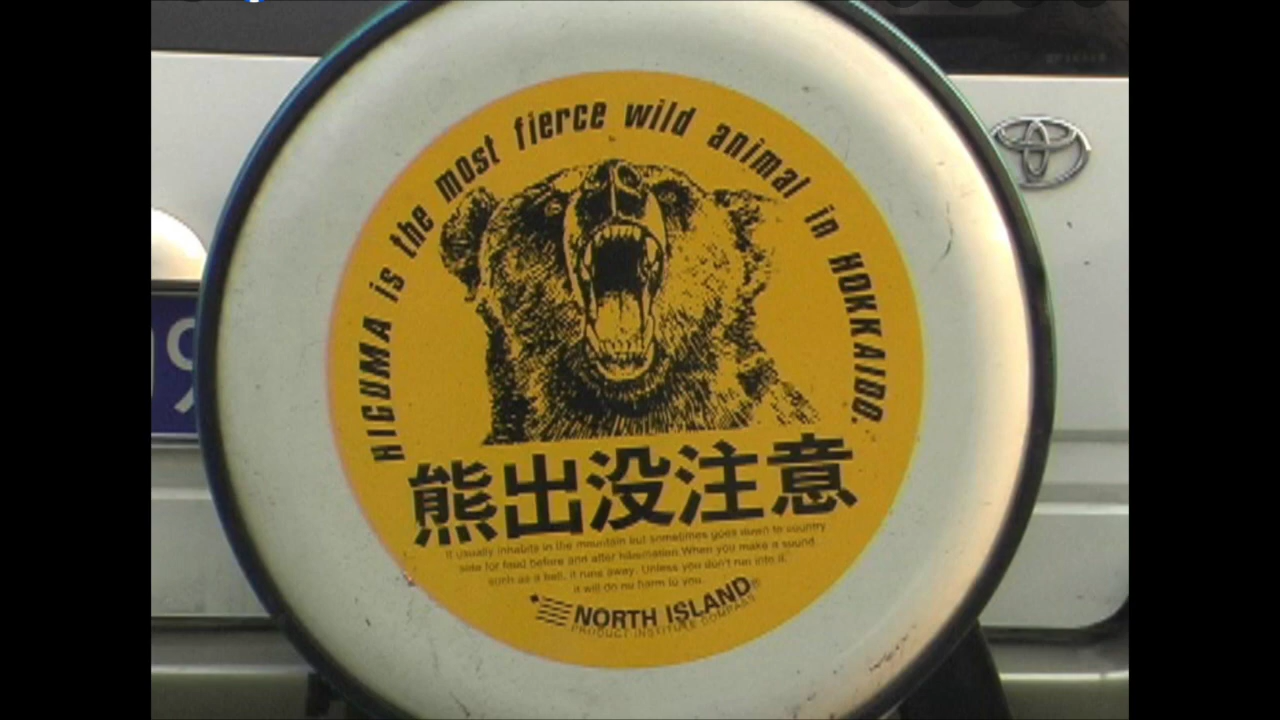 HIGUMA is the most fierce wild animal in HOKKAIDO.
熊出没注意
It usually inhabits in the mountain but sometimes goes down to country
side for food before and after hibernation. When you make a sound
such as a bell, it runs away. Unless you don't run into it,
it will do no harm to you.
NORTH ISLAND®
PRODUCT INSTITUTE COMPANY
09